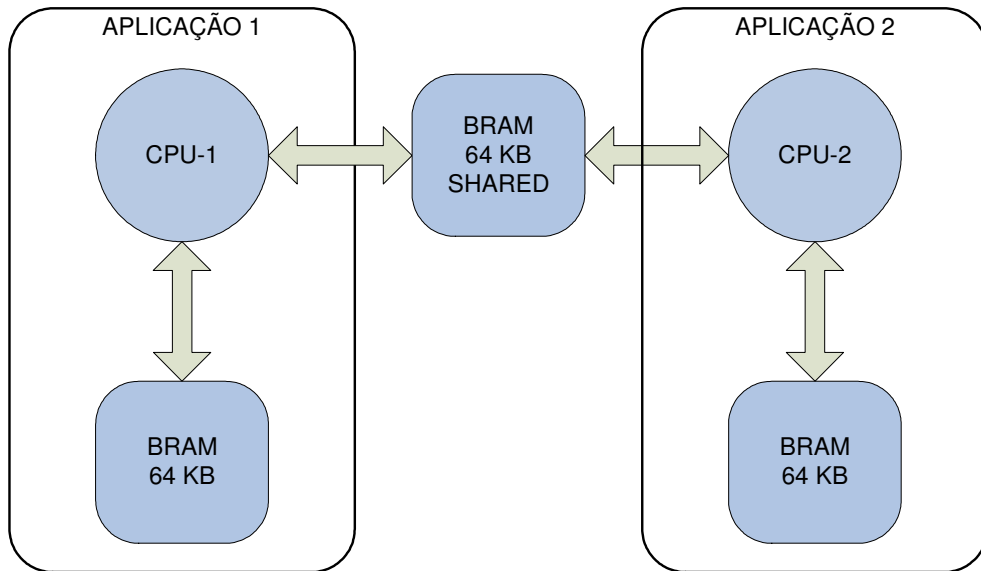 APLICAÇÃO 1
APLICAÇÃO 2
CPU-1
BRAM
64 KB
SHARED
CPU-2
BRAM
64 KB
BRAM
64 KB